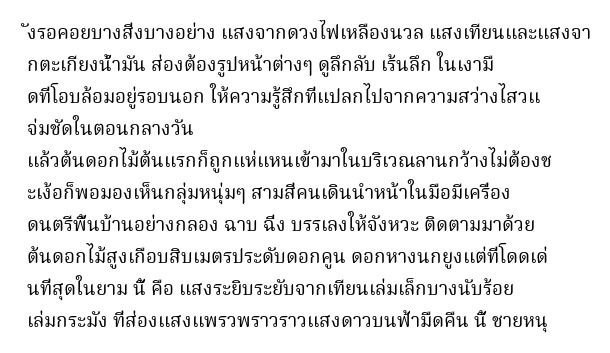 ังรอคอยบางสิ่งบางอย่าง แสงจากดวงไฟเหลืองนวล แสงเทียนและแสงจา
กตะเกียงน้ำมัน ส่องต้องรูปหน้าต่างๆ ดูลึกลับ เร้นลึก ในเงามื
ดที่โอบล้อมอยู่รอบนอก ให้ความรู้สึกที่แปลกไปจากความสว่างไสวแ
จ่มชัดในตอนกลางวัน
แล้วต้นดอกไม้ต้นแรกก็ถูกแห่แหนเข้ามาในบริเวณลานกว้างไม่ต้องช
ะเง้อก็พอมองเห็นกลุ่มหนุ่มๆ สามสี่คนเดินนำหน้าในมือมีเครื่อง
ดนตรีพื้นบ้านอย่างกลอง ฉาบ ฉิ่ง บรรเลงให้จังหวะ ติดตามมาด้วย
ต้นดอกไม้สูงเกือบสิบเมตรประดับดอกคูน ดอกหางนกยูงแต่ที่โดดเด่
นที่สุดในยาม นี้ คือ แสงระยิบระยับจากเทียนเล่มเล็กบางนับร้อย
เล่มกระมัง ที่ส่องแสงแพรวพราวราวแสงดาวบนฟ้ามืดคืน นี้ ชายหนุ